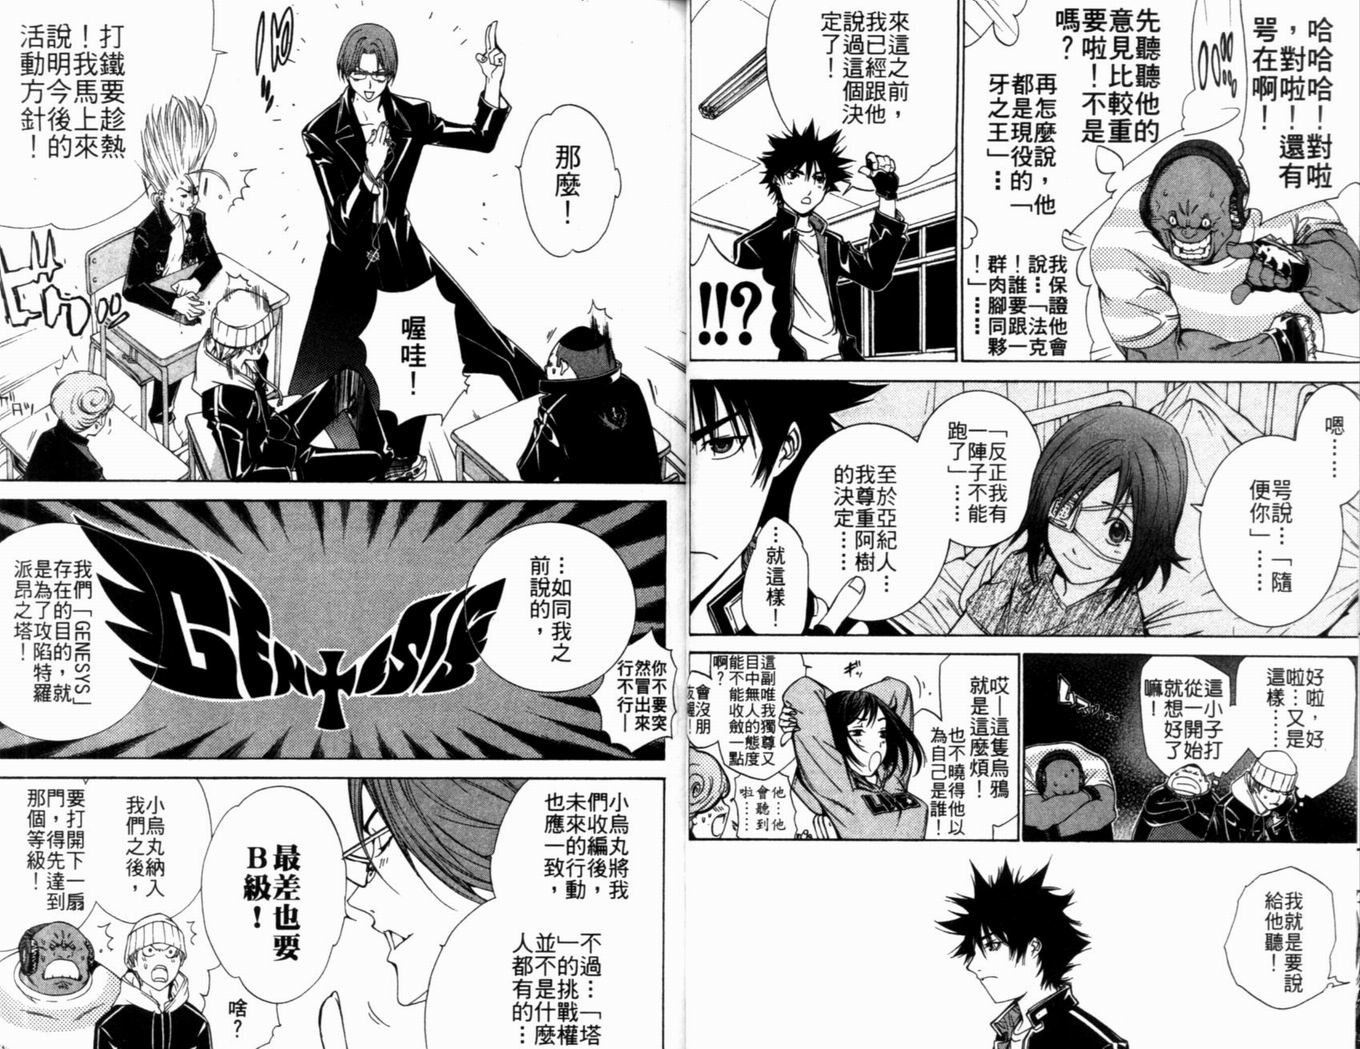 哈哈哈！對啦
，對啦！還有
咢在啊！
先聽聽他的
意見比較重
要啦！不是
嗎？
再怎麼說，他
都是現役的「
牙之王」…
我保證他會
說…「法克
！誰要跟一
群肉腳同夥
！」……
來這之前，
我已經跟他
說過這個決
定了！
!!?
嗯……
咢說…「隨
便你」……
「反正我有
一陣子不能
跑了」……
至於亞紀人…
我尊重阿樹
的決定……
…就這樣！
好啦，好
啦…又是
這樣……
這小子打
從一開始
就想好了
嘛！
哎－這隻烏鴉
就是這麼煩！
也不曉得他以
為自己是誰！
這副唯我獨尊又
目中無人的態度
能不能收斂一點
啊？
會沒朋
他……
會聽到
啦……
我就是要說
給他聽！
那麼！
打鐵要趁熱
！我馬上來
說明今後的
活動方針！
喔哇！
你不要突
然冒出來
行不行－
…如同我之
前說的，
GENESIS
我們「GENESYS」
存在的目的，就
是為了攻陷特羅
派昂之塔！
小烏丸將我
們收編後，
未來的行動
也應一致，
不過…「塔
」的挑戰權
並不是什麼
人都有的…
最差也要
B級！
小烏丸納入
我們之後，
要打開下一扇
門，得先達到
那個等級！
啥？